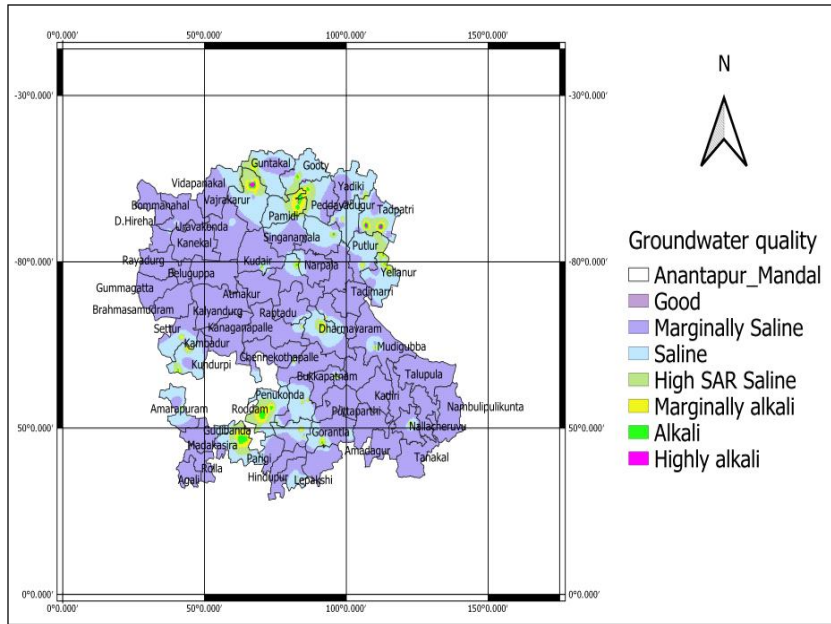 0°0.000' 50°0.000' 100°0.000' 150°0.000'
-30°0.000' -30°0.000'
N
Guntakal
Gooty
Vidapanakal
Yadiki
Vajrakarur
Peddavadugur
Tadpatri
Bommanahal
Pamidi
D.Hirehal
Uravakonda
Singanamala
Kanekal
Putlur
Groundwater quality
-80°0.000' Rayadurg Kudair Narpala -80°0.000'
Beluguppa
Yellanur
Anantapur_Mandal
Gummagatta
Atmakur
Tadimarri
Good
Brahmasamudram
Kalyandurg
Raptadu
Marginally Saline
Settur
Kanaganapalle
Dharmavaram
Kambadur
Mudigubba
Saline
Kundurpi
Chennekothapalle
High SAR Saline
Bukkapatnam
Talupula
Marginally alkali
Penukonda
Kadiri
Amarapuram
Roddam
Puttaparthi
Nambulipulikunta
Alkali
50°0.000' Gudibanda Gorantla Nallacheruvu 50°0.000'
Madakasira
Amadagur
Highly alkali
Rolla
Parigi
Tanakal
Agali
Hindupur
Lepakshi
0°0.000' 0°0.000'
0°0.000' 50°0.000' 100°0.000' 150°0.000'